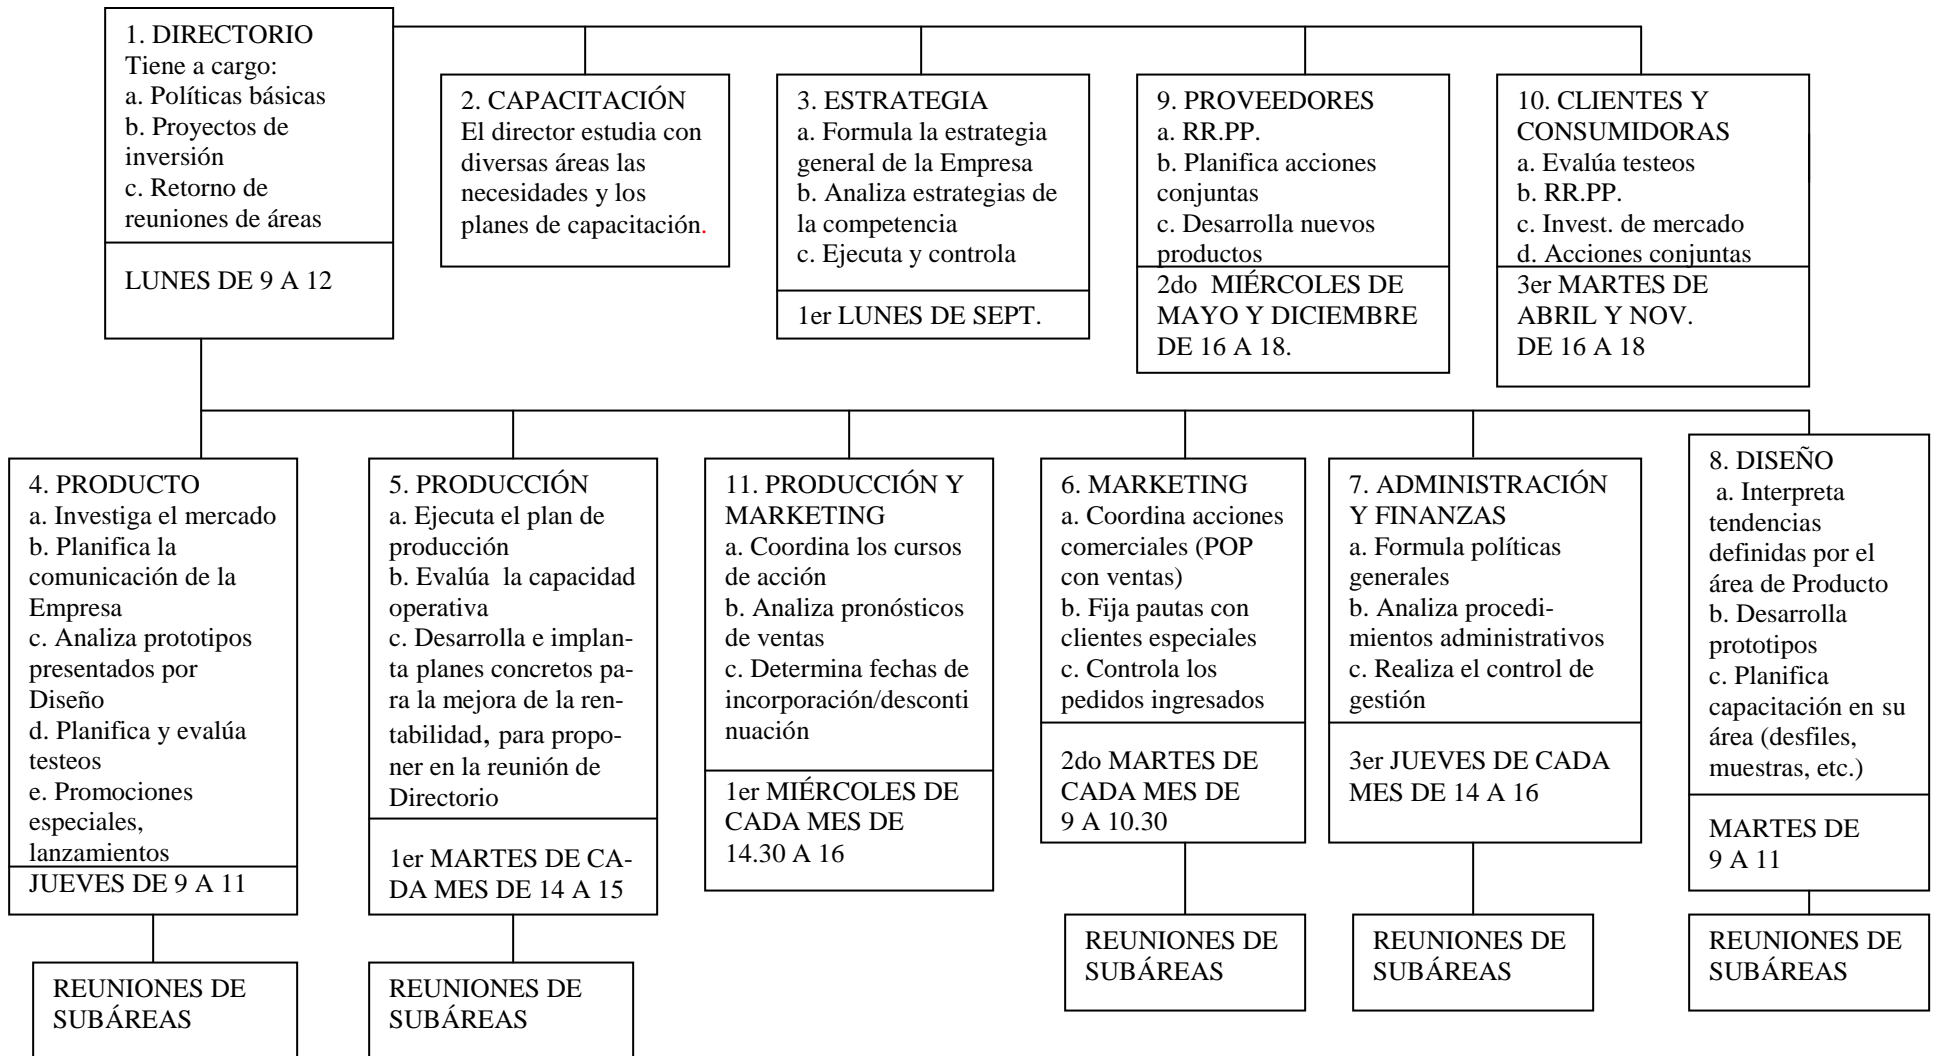 1. DIRECTORIO
Tiene a cargo:
a. Políticas básicas
b. Proyectos de
inversión
c. Retorno de
reuniones de áreas
LUNES DE 9 A 12
2. CAPACITACIÓN
El director estudia con
diversas áreas las
necesidades y los
planes de capacitación.
3. ESTRATEGIA
a. Formula la estrategia
general de la Empresa
b. Analiza estrategias de
la competencia
c. Ejecuta y controla
1er LUNES DE SEPT.
9. PROVEEDORES
a. RR.PP.
b. Planifica acciones
conjuntas
c. Desarrolla nuevos
productos
2do MIÉRCOLES DE
MAYO Y DICIEMBRE
DE 16 A 18.
10. CLIENTES Y
CONSUMIDORAS
a. Evalúa testeos
b. RR.PP.
c. Invest. de mercado
d. Acciones conjuntas
3er MARTES DE
ABRIL Y NOV.
DE 16 A 18
4. PRODUCTO
a. Investiga el mercado
b. Planifica la
comunicación de la
Empresa
c. Analiza prototipos
presentados por
Diseño
d. Planifica y evalúa
testeos
e. Promociones
especiales,
lanzamientos
JUEVES DE 9 A 11
REUNIONES DE
SUBÁREAS
5. PRODUCCIÓN
a. Ejecuta el plan de
producción
b. Evalúa la capacidad
operativa
c. Desarrolla e implan-
ta planes concretos pa-
ra la mejora de la ren-
tabilidad, para propo-
ner en la reunión de
Directorio
1er MARTES DE CA-
DA MES DE 14 A 15
REUNIONES DE
SUBÁREAS
11. PRODUCCIÓN Y
MARKETING
a. Coordina los cursos
de acción
b. Analiza pronósticos
de ventas
c. Determina fechas de
incorporación/desconti
nuación
1er MIÉRCOLES DE
CADA MES DE
14.30 A 16
6. MARKETING
a. Coordina acciones
comerciales (POP
con ventas)
b. Fija pautas con
clientes especiales
c. Controla los
pedidos ingresados
2do MARTES DE
CADA MES DE
9 A 10.30
REUNIONES DE
SUBÁREAS
7. ADMINISTRACIÓN
Y FINANZAS
a. Formula políticas
generales
b. Analiza procedi-
mientos administrativos
c. Realiza el control de
gestión
3er JUEVES DE CADA
MES DE 14 A 16
REUNIONES DE
SUBÁREAS
8. DISEÑO
a. Interpreta
tendencias
definidas por el
área de Producto
b. Desarrolla
prototipos
c. Planifica
capacitación en su
área (desfiles,
muestras, etc.)
MARTES DE
9 A 11
REUNIONES DE
SUBÁREAS